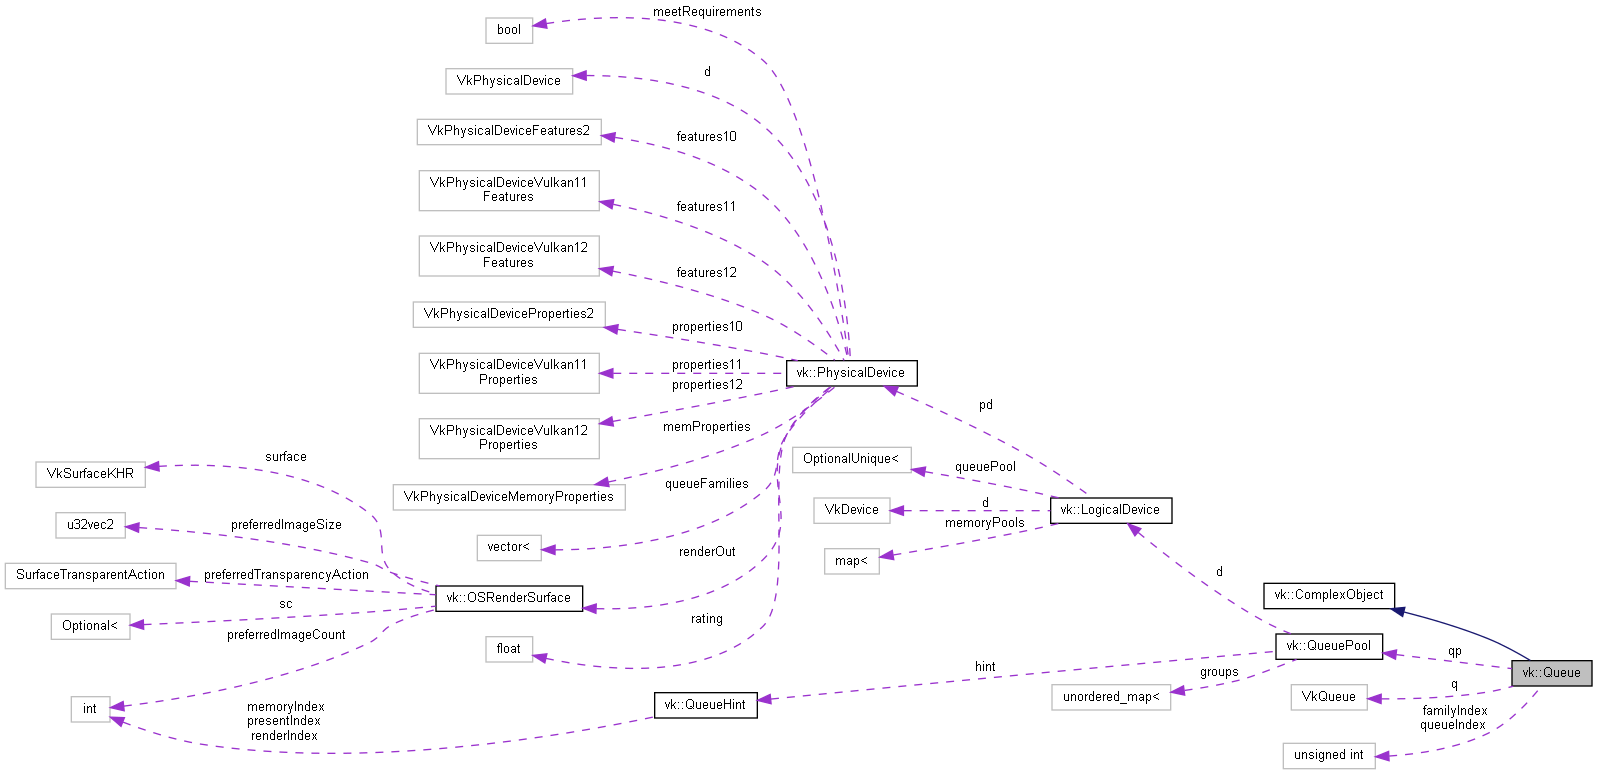 meetRequirements
bool
d
VkPhysicalDevice
VkPhysicalDeviceFeatures2
features10
VkPhysicalDeviceVulkan11
Features
features11
VkPhysicalDeviceVulkan12
Features
features12
VkPhysicalDeviceProperties2
properties10
VkPhysicalDeviceVulkan11
Properties
properties11
vk::PhysicalDevice
properties12
pd
VkPhysicalDeviceVulkan12
Properties
memProperties
surface
OptionalUnique<
queuePool
VkSurfaceKHR
queueFamilies
VkPhysicalDeviceMemoryProperties
d
VkDevice
vk::LogicalDevice
u32vec2
preferredImageSize
memoryPools
vector<
renderOut
map<
SurfaceTransparentAction
preferredTransparencyAction
d
vk::OSRenderSurface
vk::ComplexObject
sc
Optional<
rating
preferredImageCount
float
vk::QueuePool
qp
hint
groups
vk::Queue
q
unordered_map<
VkQueue
int
memoryIndex
presentIndex
renderIndex
vk::QueueHint
familyIndex
queueIndex
unsigned int